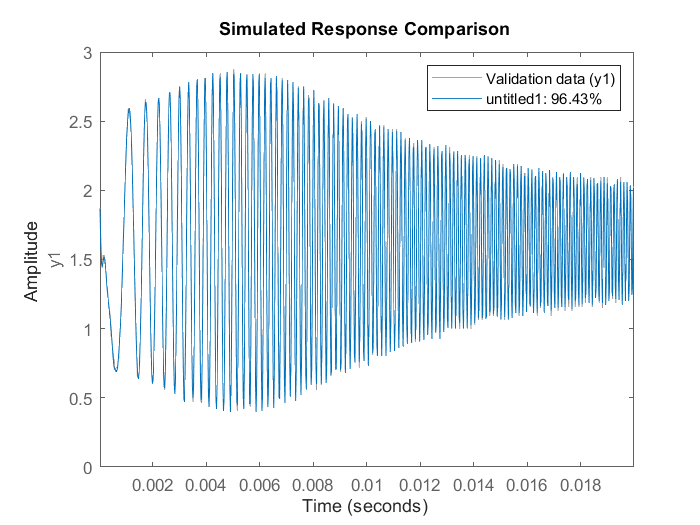 Simulated Response Comparison
Validation data (y1)
untitled1: 96.43%
Amplitude
y1
3
2.5
2
1.5
1
0.5
0
0.002 0.004 0.006 0.008 0.01 0.012 0.014 0.016 0.018
Time (seconds)